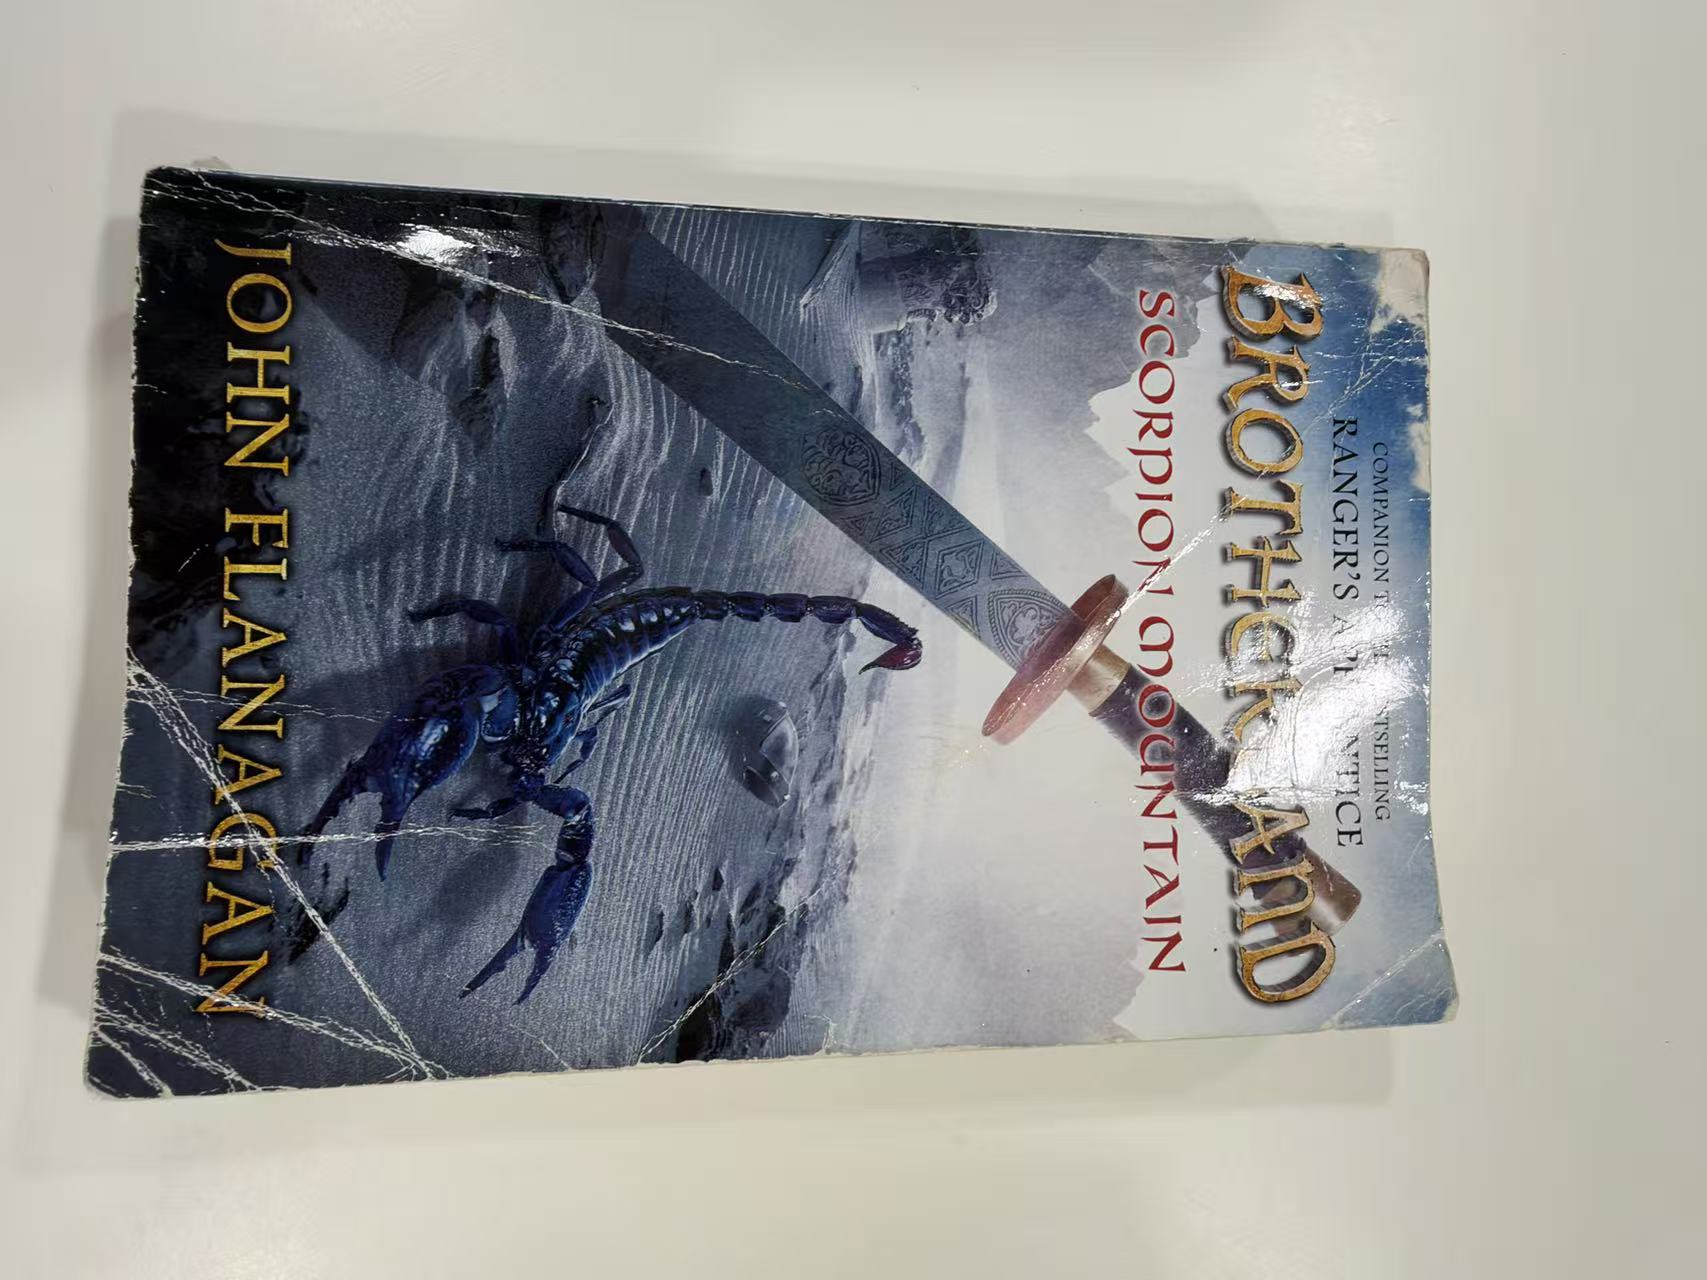 COMPANION TO THE BESTSELLING
RANGER'S APPRENTICE
BROTHERBAND
SCORPION MOUNTAIN
JOHN FLANAGAN